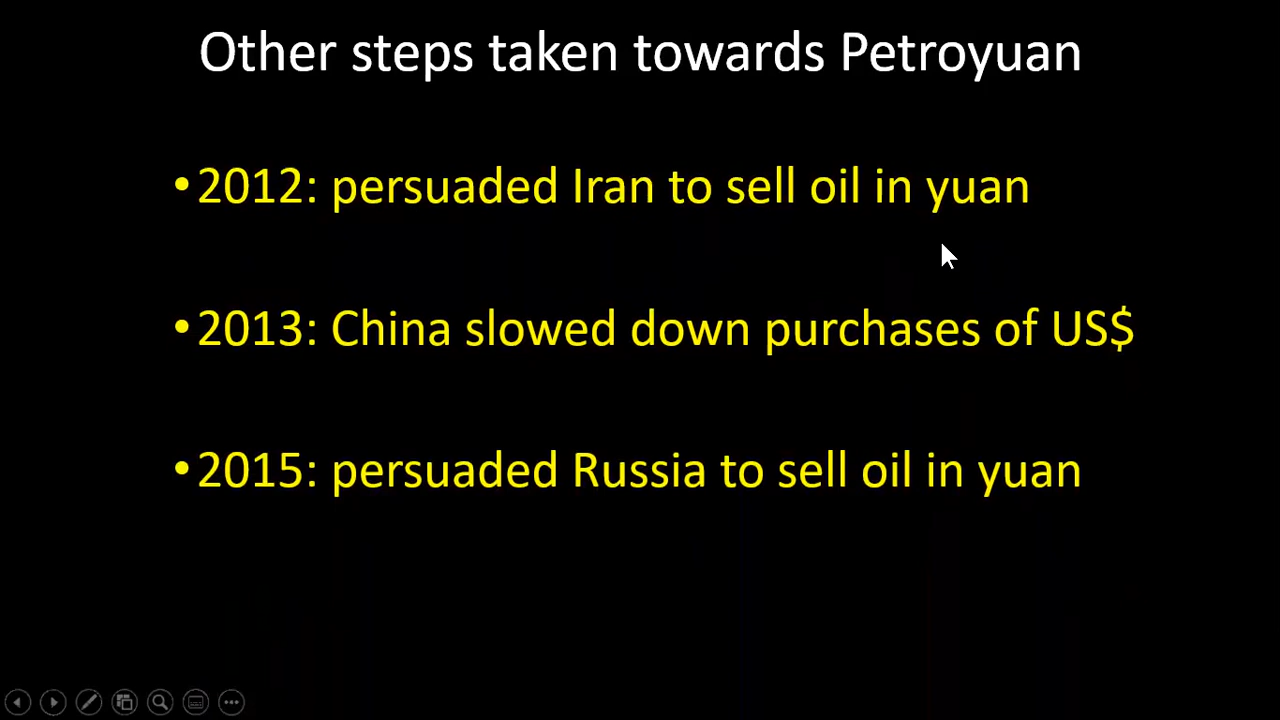 Other steps taken towards Petroyuan
•2012: persuaded Iran to sell oil in yuan
•2013: China slowed down purchases of US$
•2015: persuaded Russia to sell oil in yuan